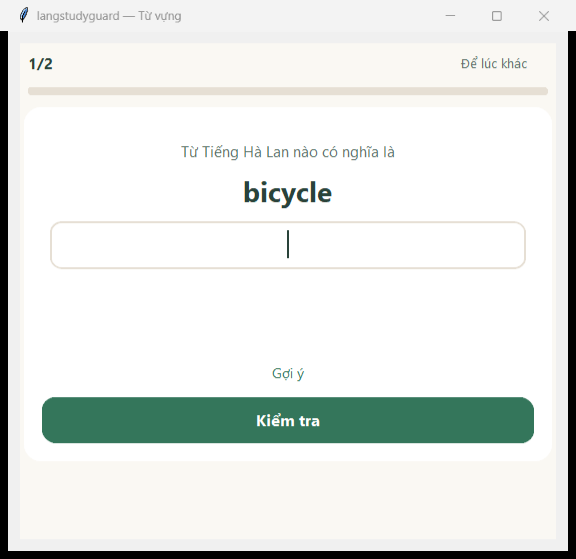 langstudyguard — Từ vựng
1/2
Để lúc khác
Từ Tiếng Hà Lan nào có nghĩa là
bicycle
Gợi ý
Kiểm tra